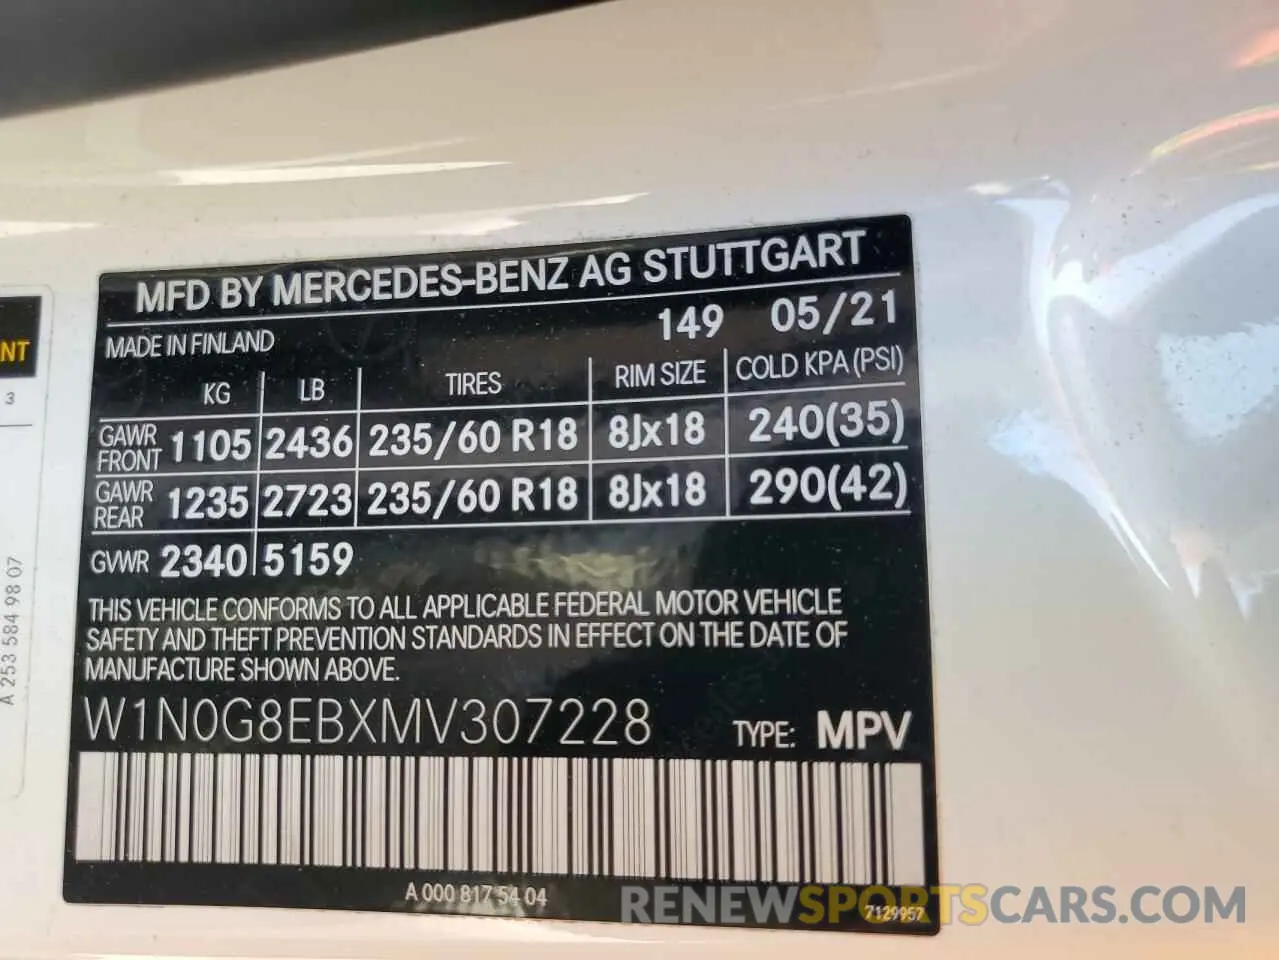 MFD BY MERCEDES-BENZ AG STUTTGART
MADE IN FINLAND 149 05/21
KG LB TIRES RIM SIZE COLD KPA (PSI)
GAWR FRONT 1105 2436 235/60 R18 8Jx18 240(35)
GAWR REAR 1235 2723 235/60 R18 8Jx18 290(42)
GVWR 2340 5159
THIS VEHICLE CONFORMS TO ALL APPLICABLE FEDERAL MOTOR VEHICLE
SAFETY AND THEFT PREVENTION STANDARDS IN EFFECT ON THE DATE OF
MANUFACTURE SHOWN ABOVE.
W1N0G8EBXMV307228 TYPE: MPV
A 000 817 54 04
7129957
NT
3
A 253 584 98 07
RENEWSPORTSCARS.COM